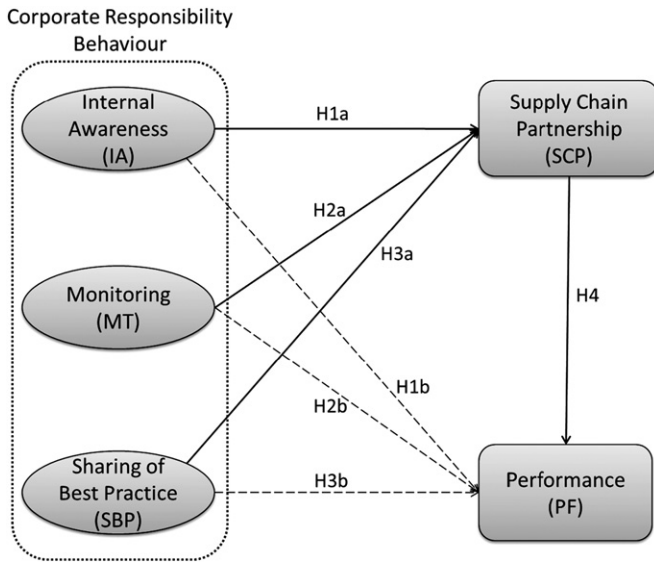 Corporate Responsibility
Behaviour
Internal
Awareness
(IA)
H1a
Supply Chain
Partnership
(SCP)
H2a
H3a
Monitoring
(MT)
H4
H1b
H2b
Sharing of
Best Practice
(SBP)
H3b
Performance
(PF)